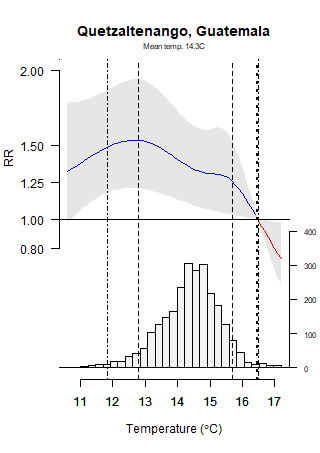 Quetzaltenango, Guatemala
Mean temp. 14.3C
2.00
1.50
1.25
1.00
0.80
RR
400
300
200
100
0
11 12 13 14 15 16 17
Temperature (°C)